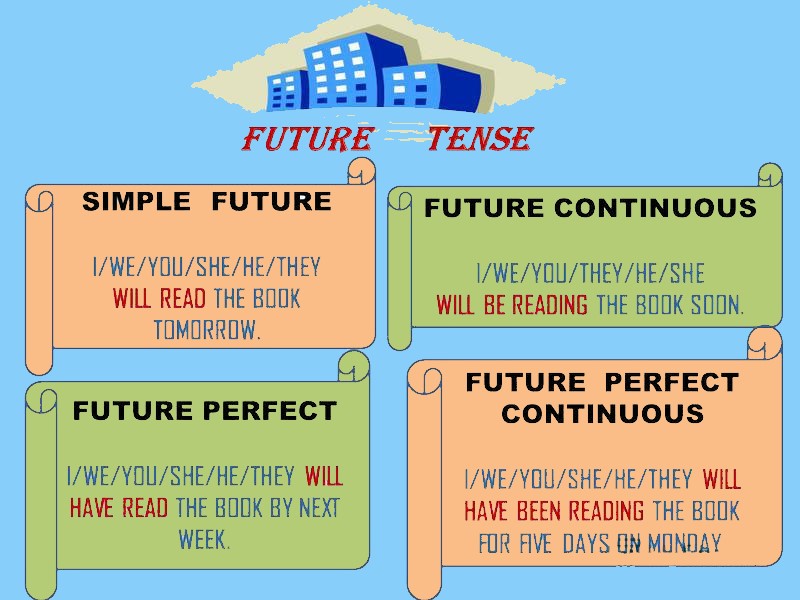 FUTURE TENSE
SIMPLE FUTURE
I/WE/YOU/SHE/HE/THEY
WILL READ THE BOOK
TOMORROW.
FUTURE CONTINUOUS
I/WE/YOU/THEY/HE/SHE
WILL BE READING THE BOOK SOON.
FUTURE PERFECT
I/WE/YOU/SHE/HE/THEY WILL
HAVE READ THE BOOK BY NEXT
WEEK.
FUTURE PERFECT
CONTINUOUS
I/WE/YOU/SHE/HE/THEY WILL
HAVE BEEN READING THE BOOK
FOR FIVE DAYS ON MONDAY